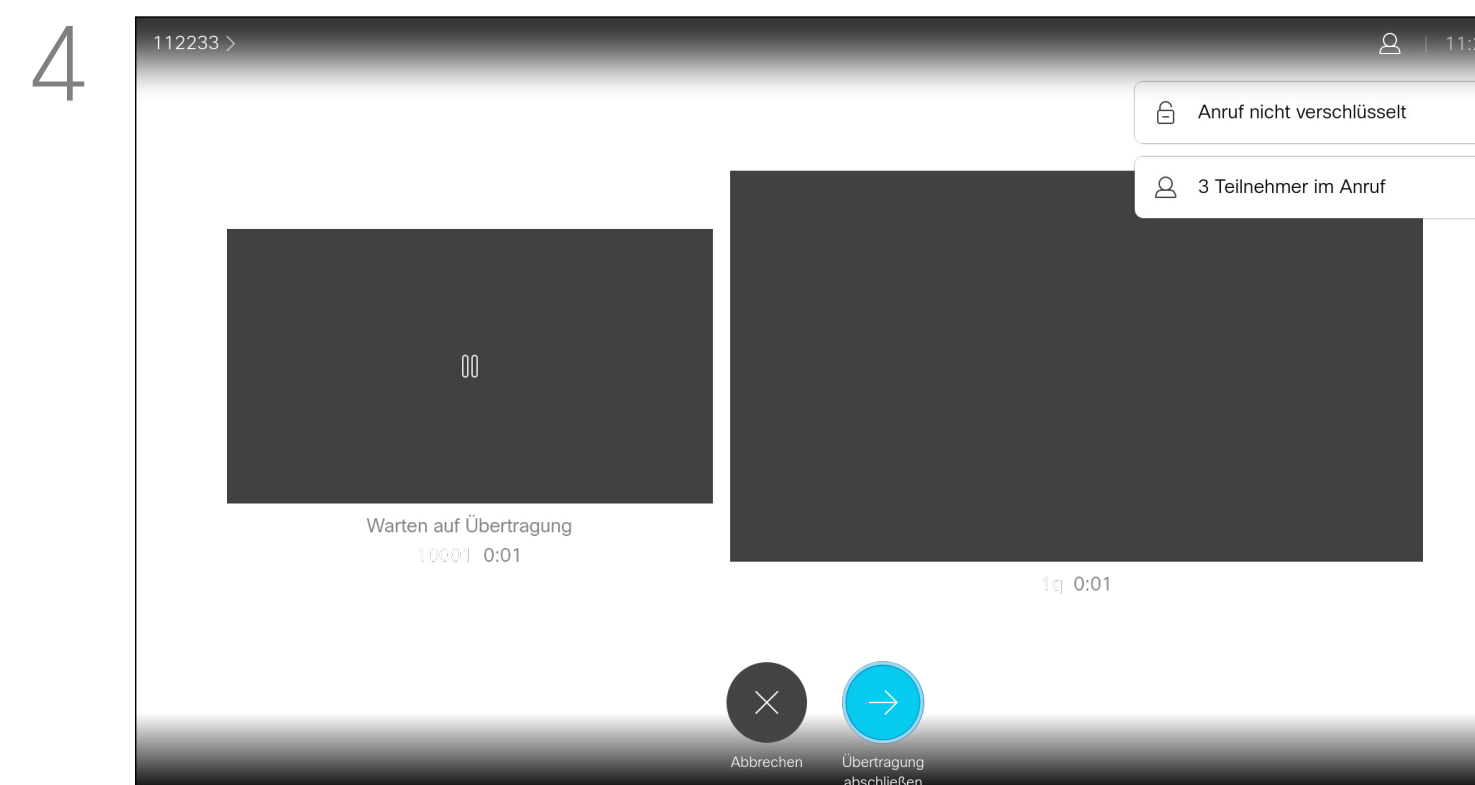 4
112233
Anruf nicht verschlüsselt
3 Teilnehmer im Anruf
Warten auf Übertragung
10001 0:01
1q 0:01
Abbrechen
Übertragung
abschließen